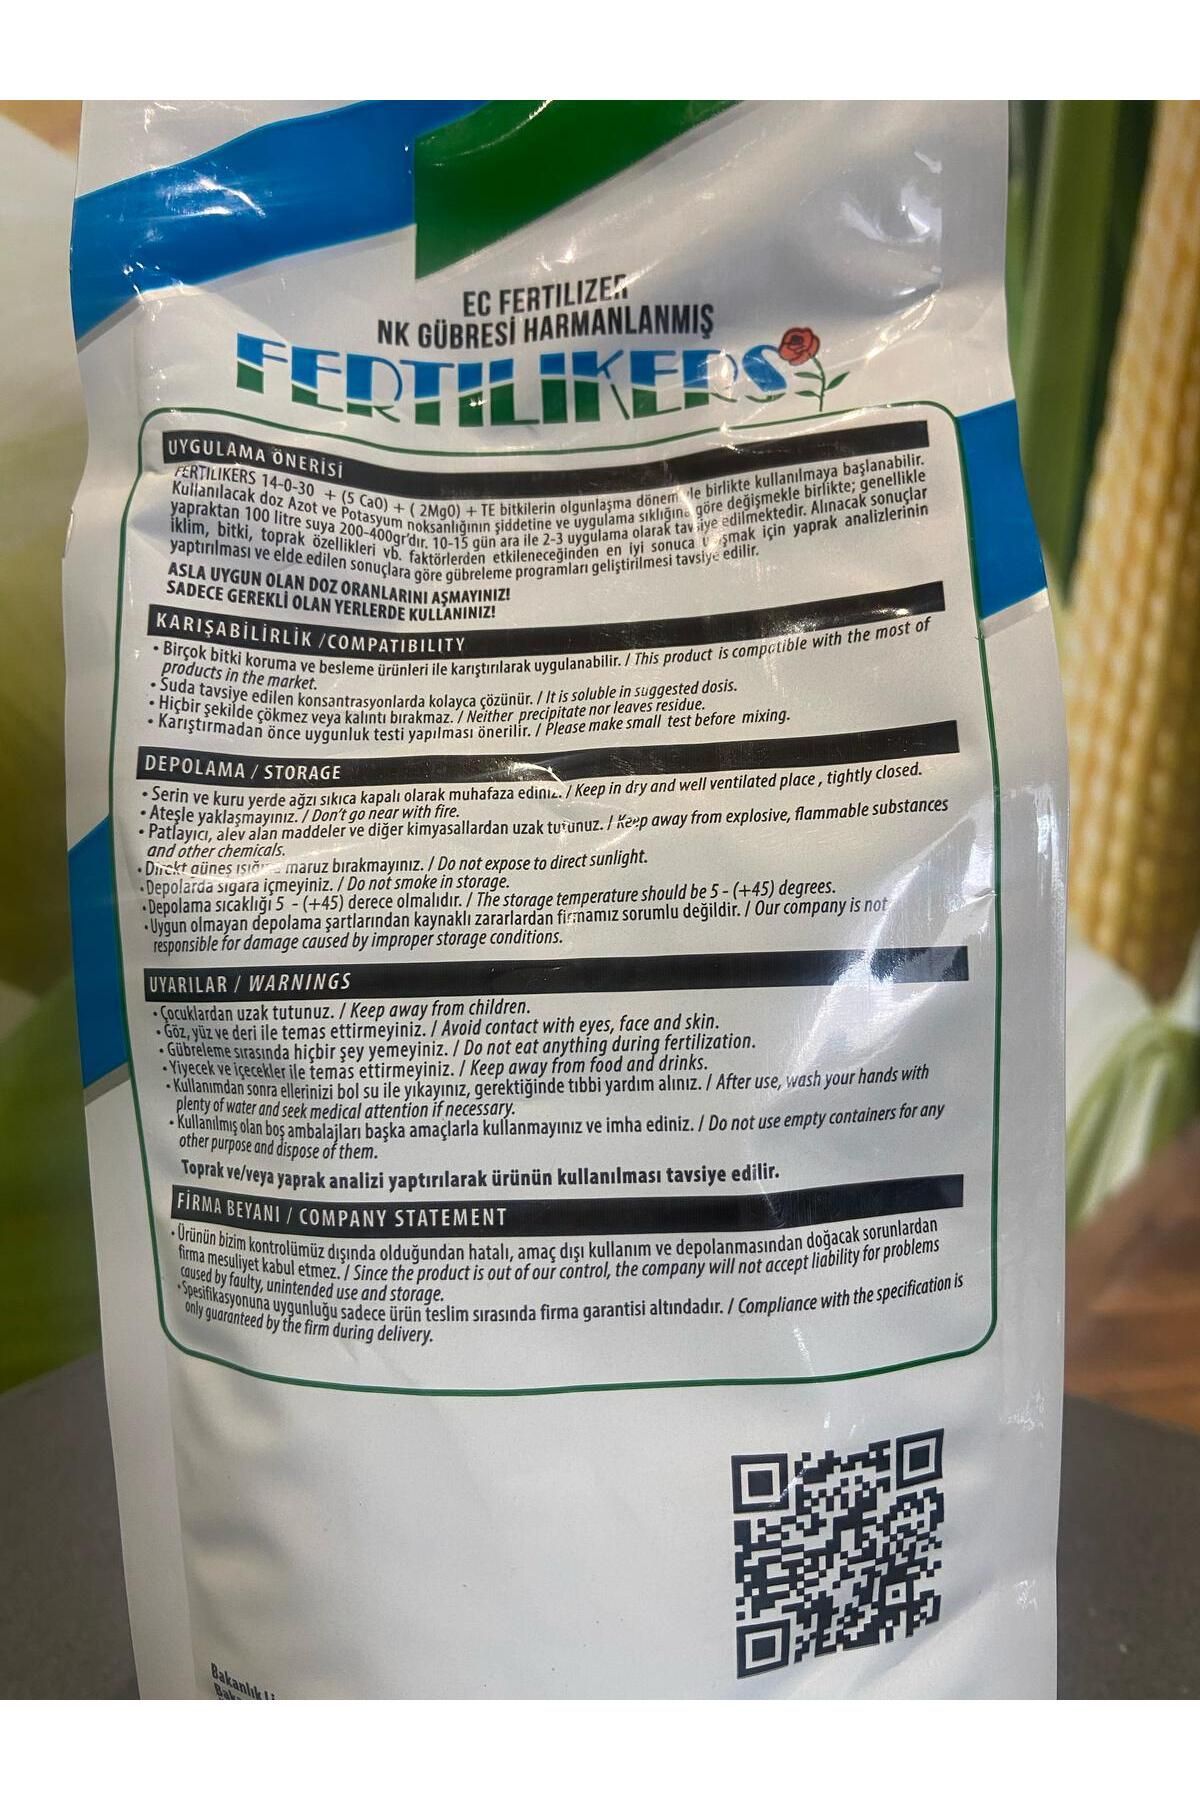 EC FERTILIZER
NK GÜBRESİ HARMANLANMIŞ
FERTILIKERS
UYGULAMA ÖNERİSİ
FERTILIKERS 14-0-30 + (5 CaO) + ( 2MgO) + TE bitkilerin olgunlaşma dönem le birlikte kullanılmaya başlanabilir.
Kullanılacak doz Azot ve Potasyum noksanlığının şiddetine ve uygulama sıklığına göre değişmekle birlikte; genellikle
yapraktan 100 litre suya 200-400gr'dır. 10-15 gün ara ile 2-3 uygulama olarak tavsiye edilmektedir. Alınacak sonuçlar
iklim, bitki, toprak özellikleri vb. faktörlerden etkileneceğinden en iyi sonuca için yaprak analizlerinin
yaptırılması ve elde edilen sonuçlara göre gübreleme programları geliştirilmesi tavsiye edilir.
ASLA UYGUN OLAN DOZ ORANLARINI AŞMAYINIZ!
SADECE GEREKLİ OLAN YERLERDE KULLANINIZ!
KARIŞABİLİRLİK /COMPATIBILITY
• Birçok bitki koruma ve besleme ürünleri ile karıştırılarak uygulanabilir. / This product is compatible with the most of
products in the market.
• Suda tavsiye edilen konsantrasyonlarda kolayca çözünür. / It is soluble in suggested dosis.
• Hiçbir şekilde çökmez veya kalıntı bırakmaz. / Neither precipitate nor leaves residue.
• Karıştırmadan önce uygunluk testi yapılması önerilir. / Please make small test before mixing.
DEPOLAMA / STORAGE
• Serin ve kuru yerde ağzı sıkıca kapalı olarak muhafaza ediniz. / Keep in dry and well ventilated place , tightly closed.
• Ateşle yaklaşmayınız. / Don't go near with fire.
• Patlayıcı, alev alan maddeler ve diğer kimyasallardan uzak tutunuz. / Keep away from explosive, flammable substances
and other chemicals.
• Direkt güneş ışığına maruz bırakmayınız. / Do not expose to direct sunlight.
• Depolarda sigara içmeyiniz. / Do not smoke in storage.
• Depolama sıcaklığı 5 - (+45) derece olmalıdır. / The storage temperature should be 5 - (+45) degrees.
• Uygun olmayan depolama şartlarından kaynaklı zararlardan firmamız sorumlu değildir. / Our company is not
responsible for damage caused by improper storage conditions.
UYARILAR / WARNINGS
• Çocuklardan uzak tutunuz. / Keep away from children.
• Göz, yüz ve deri ile temas ettirmeyiniz. / Avoid contact with eyes, face and skin.
• Gübreleme sırasında hiçbir şey yemeyiniz. / Do not eat anything during fertilization.
• Yiyecek ve içecekler ile temas ettirmeyiniz. / Keep away from food and drinks.
• Kullanımdan sonra ellerinizi bol su ile yıkayınız, gerektiğinde tıbbi yardım alınız. / After use, wash your hands with
plenty of water and seek medical attention if necessary.
• Kullanılmış olan boş ambalajları başka amaçlarla kullanmayınız ve imha ediniz. / Do not use empty containers for any
other purpose and dispose of them.
Toprak ve/veya yaprak analizi yaptırılarak ürünün kullanılması tavsiye edilir.
FİRMA BEYANI / COMPANY STATEMENT
• Ürünün bizim kontrolümüz dışında olduğundan hatalı, amaç dışı kullanım ve depolanmasından doğacak sorunlardan
firma mesuliyet kabul etmez. / Since the product is out of our control, the company will not accept liability for problems
caused by faulty, unintended use and storage.
• Spesifikasyonuna uygunluğu sadece ürün teslim sırasında firma garantisi altındadır. / Compliance with the specification is
only guaranteed by the firm during delivery.
Bakanlık